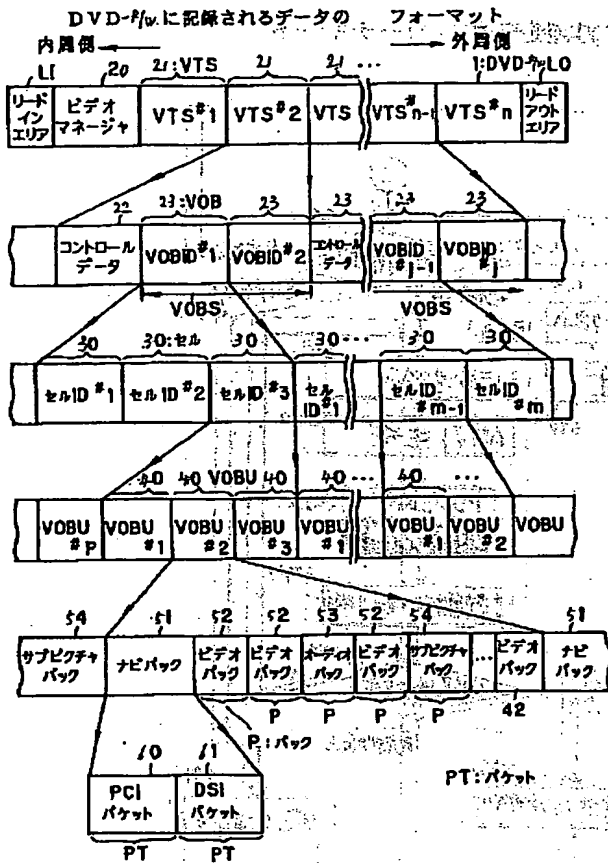 DVD-R/W.に記録されるデータの フォーマット
内周側 外周側
LI 20 21:VTS 21 21 … 1:DVD-R/W LO
リード
イン
エリア
ビデオ
マネージャ
VTS#1
VTS#2
VTS
VTS#n-1
VTS#n
リード
アウト
エリア
22 23:VOB 23 23 23 23
コントロール
データ
VOBID#1
VOBID#2
コントロール
データ
VOBID
#j-1
VOBID
#j
VOBS VOBS
30 30:セル 30 30 … 30 30
セルID#1
セルID#2
セルID#3
セル
ID#1
セルID
#m-1
セルID
#m
40 40 VOBU 40 40 … 40 …
VOBU
#P
VOBU
#1
VOBU
#2
VOBU
#3
VOBU
#1
VOBU
#1
VOBU
#2
VOBU
54 51 52 52 53 52 54 51
サブピクチャ
パック
ナビパック
ビデオ
パック
ビデオ
パック
オーディオ
パック
ビデオ
パック
サブピクチャ
パック
…
ビデオ
パック
ナビ
パック
P P P P 42
P:パック
60 61
PCI
パケット
DSI
パケット
PT:パケット
PT PT